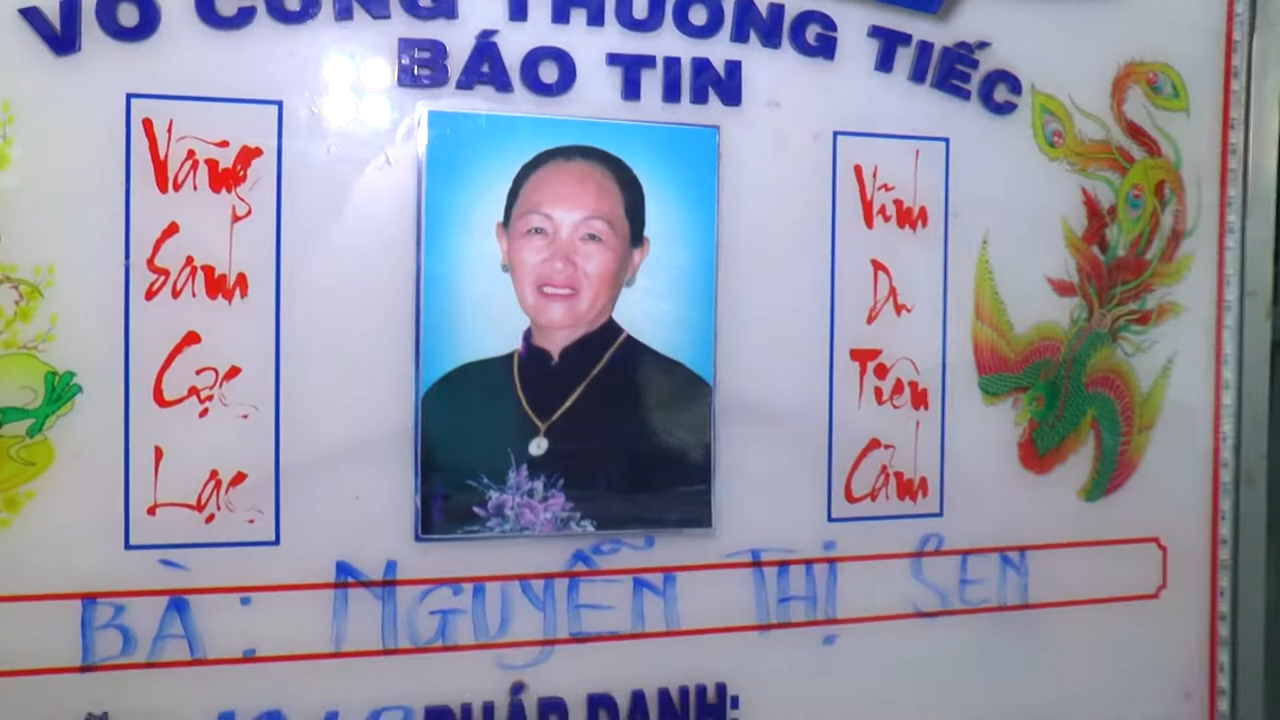 VÔ CÙNG THƯƠNG TIẾC
BÁO TIN
Vãng
Sanh
Cực
Lạc
Vĩnh
Du
Tiên
Cảnh
BÀ: NGUYỄN THỊ SEN
PHÁP DANH: